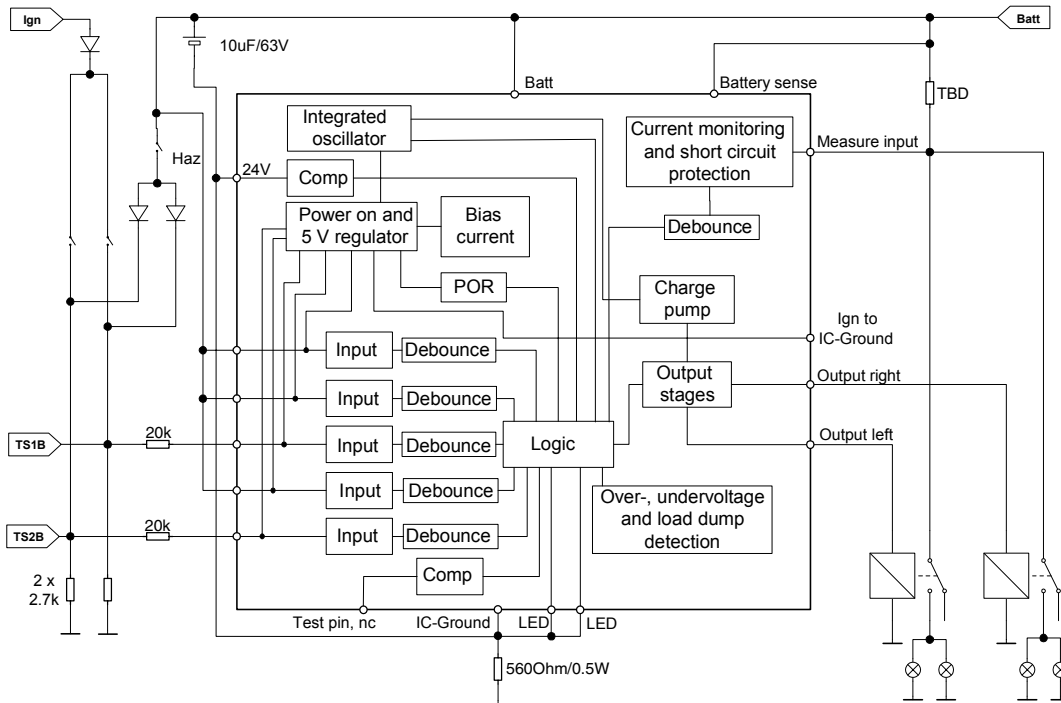 Ign
Batt
10uF/63V
Batt
Battery sense
TBD
Integrated
oscillator
Current monitoring
and short circuit
protection
Measure input
Haz
24V
Comp
Power on and
5 V regulator
Bias
current
Debounce
POR
Charge
pump
Ign to
IC-Ground
Input
Debounce
Output
stages
Output right
Input
Debounce
20k
TS1B
Input
Debounce
Logic
Output left
Input
Debounce
Over-, undervoltage
and load dump
detection
20k
TS2B
Input
Debounce
2 x
2.7k
Comp
Test pin, nc
IC-Ground
LED
LED
560Ohm/0.5W